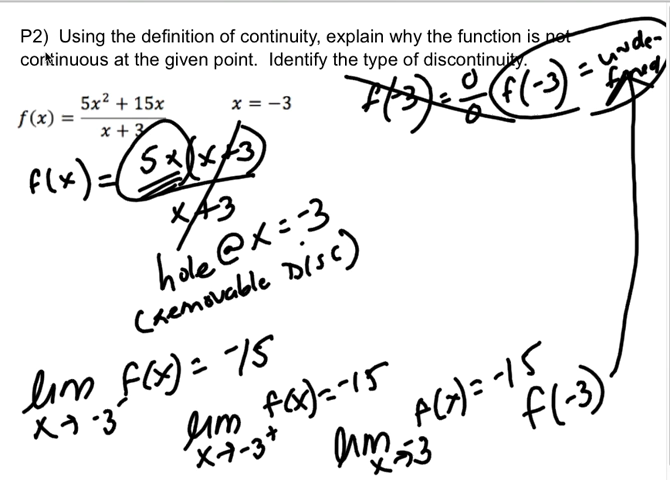 P2) Using the definition of continuity, explain why the function is not
continuous at the given point. Identify the type of discontinuity.
f(x) = (5x² + 15x)/(x + 3)    x = −3
f(-3) = 0/0    f(-3) = undefined
f(x) = 5x(x+3)/(x+3)
hole @ x = -3
(removable Disc)
lim x→-3⁻ f(x) = -15
lim x→-3⁺ f(x) = -15
lim x→-3 f(x) = -15
f(-3)